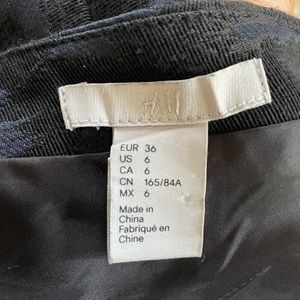 H&M
EUR 36
US 6
CA 6
CN 165/84A
MX 6
Made in
China
Fabriqué en
Chine